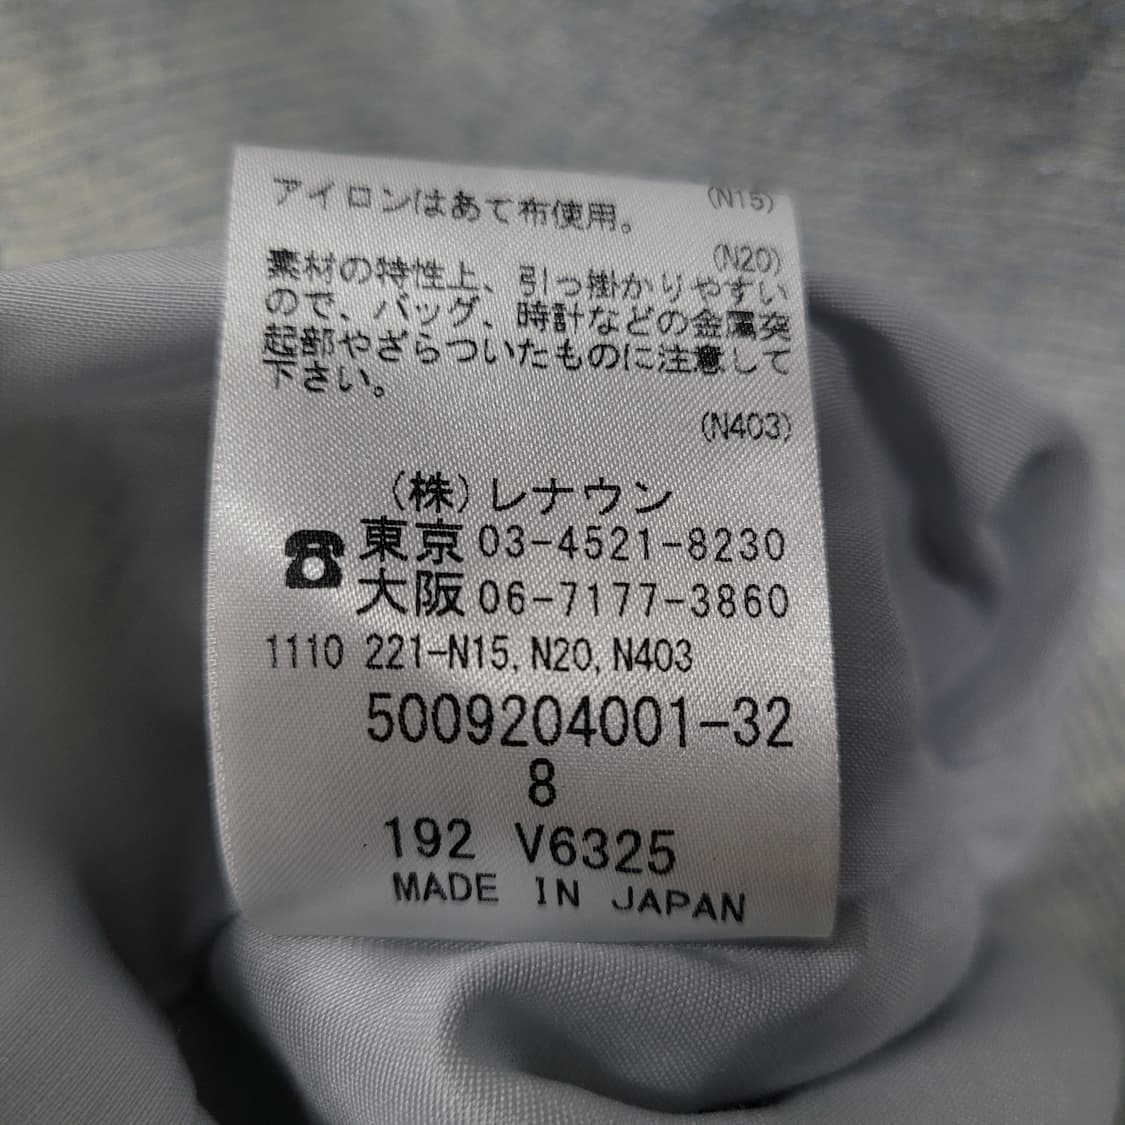 アイロンはあて布使用。
(N15)
(N20)
素材の特性上、引っ掛かりやすい
ので、バッグ、時計などの金属突
起部やざらついたものに注意して
下さい。
(N403)
(株)レナウン
☎東京03-4521-8230
大阪06-7177-3860
1110 221-N15, N20, N403
5009204001-32
8
192 V6325
MADE IN JAPAN